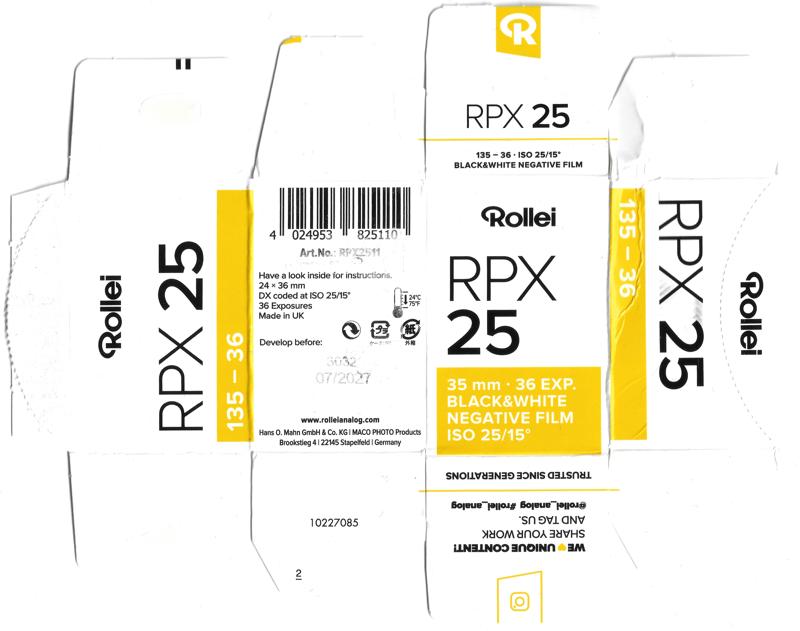 RPX 25
135 – 36 · ISO 25/15°
BLACK&WHITE NEGATIVE FILM
Rollei
RPX 25
135 – 36
4 024953 825110
Art.No.: RPX2511
Have a look inside for instructions.
24 × 36 mm
DX coded at ISO 25/15°
36 Exposures
Made in UK
24°C
75°F
Develop before:
3032
07/2027
www.rolleianalog.com
Hans O. Mahn GmbH & Co. KG | MACO PHOTO Products
Brookstieg 4 | 22145 Stapelfeld | Germany
10227085
2
紙
外箱
Rollei
RPX
25
35 mm · 36 EXP.
BLACK&WHITE
NEGATIVE FILM
ISO 25/15°
135 – 36
RPX 25
Rollei
WE UNIQUE CONTENT!
SHARE YOUR WORK
AND TAG US.
@rollei_analog #rollei_analog
TRUSTED SINCE GENERATIONS